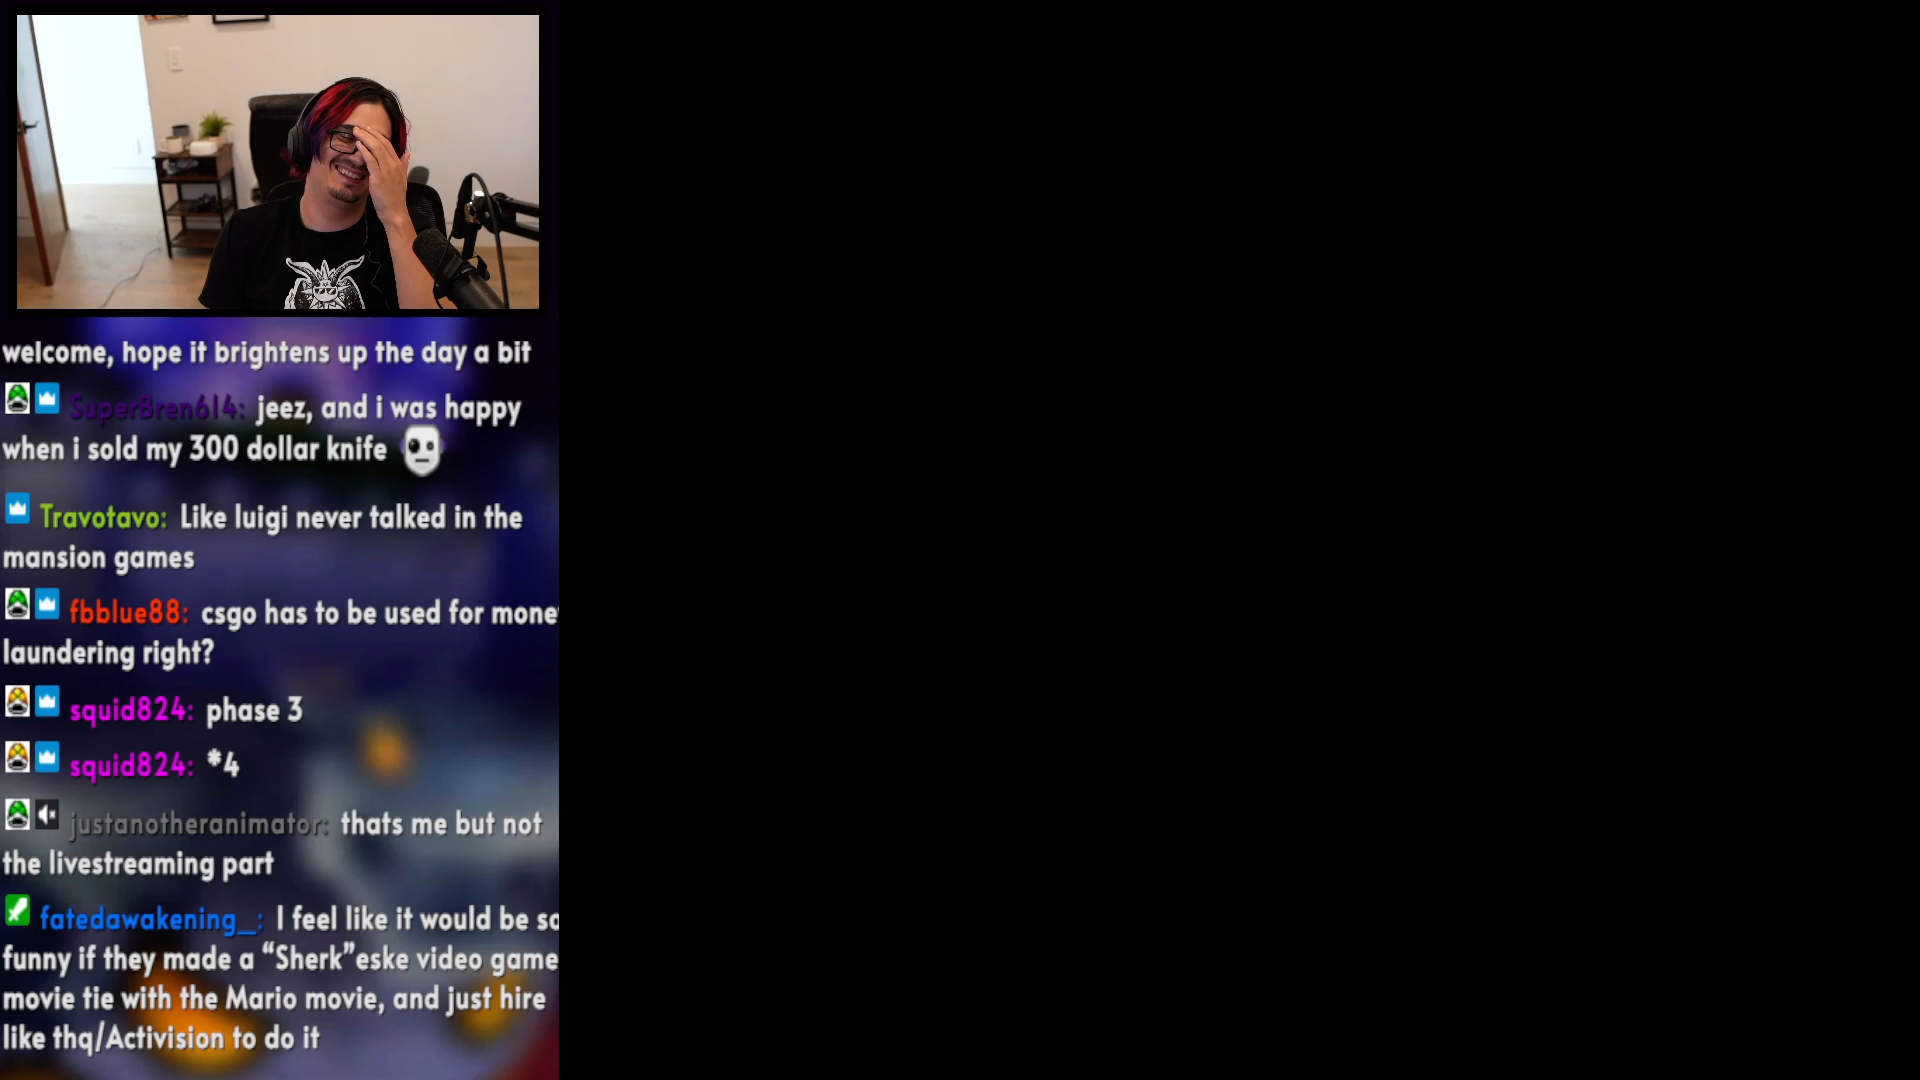 welcome, hope it brightens up the day a bit
SuperBren614: jeez, and i was happy
when i sold my 300 dollar knife
Travotavo: Like luigi never talked in the
mansion games
fbblue88: csgo has to be used for mone
laundering right?
squid824: phase 3
squid824: *4
justanotheranimator: thats me but not
the livestreaming part
fatedawakening_: I feel like it would be so
funny if they made a “Sherk”eske video game
movie tie with the Mario movie, and just hire
like thq/Activision to do it